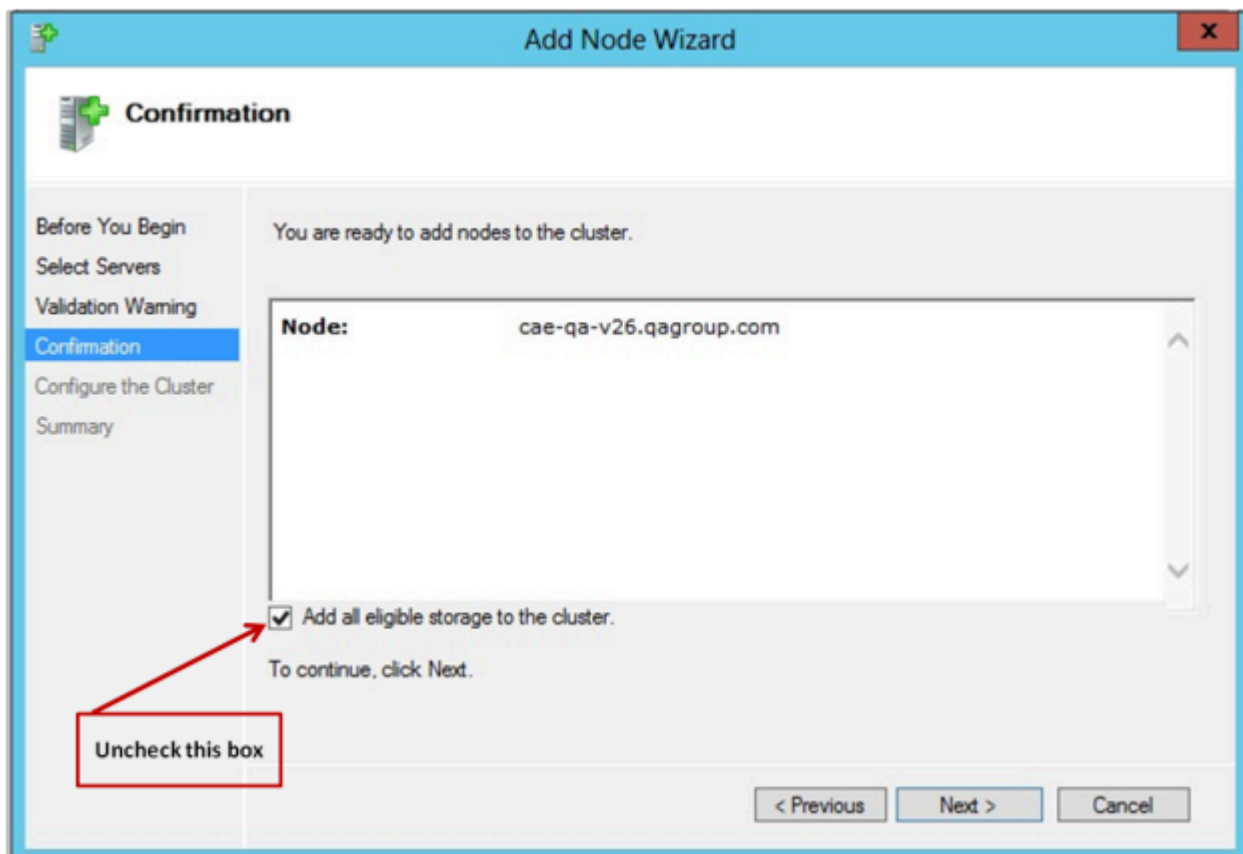 Add Node Wizard
x
Confirmation
Before You Begin
Select Servers
Validation Warning
Confirmation
Configure the Cluster
Summary
You are ready to add nodes to the cluster.
Node: cae-qa-v26.qagroup.com
Add all eligible storage to the cluster.
To continue, click Next.
Uncheck this box
< Previous Next > Cancel